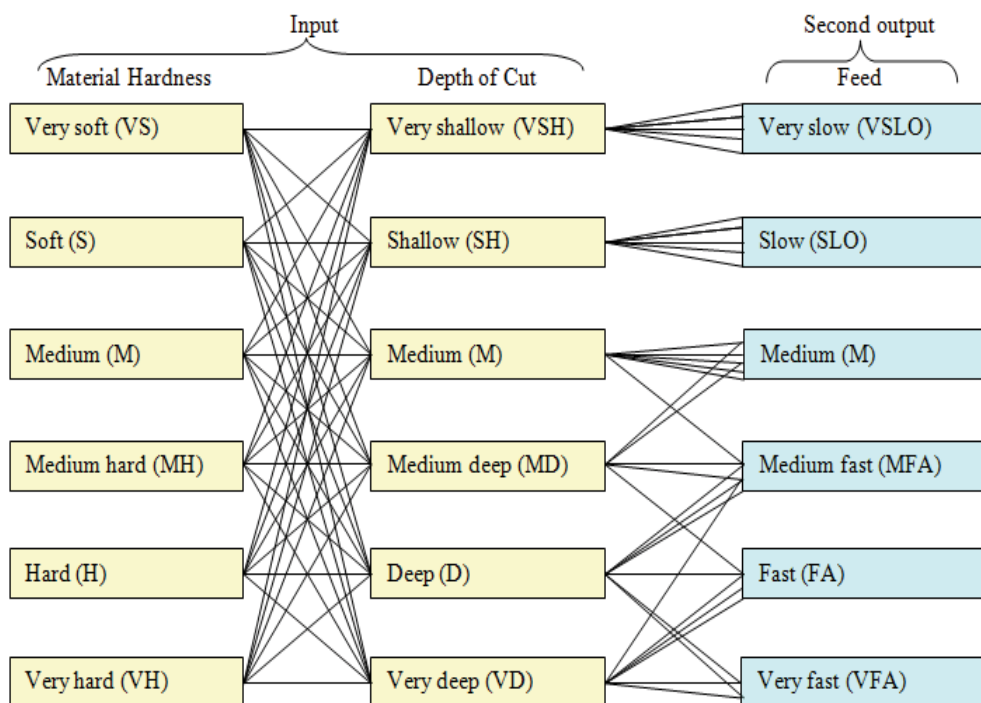 Input
Second output
Material Hardness
Depth of Cut
Feed
Very soft (VS)
Very shallow (VSH)
Very slow (VSLO)
Soft (S)
Shallow (SH)
Slow (SLO)
Medium (M)
Medium (M)
Medium (M)
Medium hard (MH)
Medium deep (MD)
Medium fast (MFA)
Hard (H)
Deep (D)
Fast (FA)
Very hard (VH)
Very deep (VD)
Very fast (VFA)